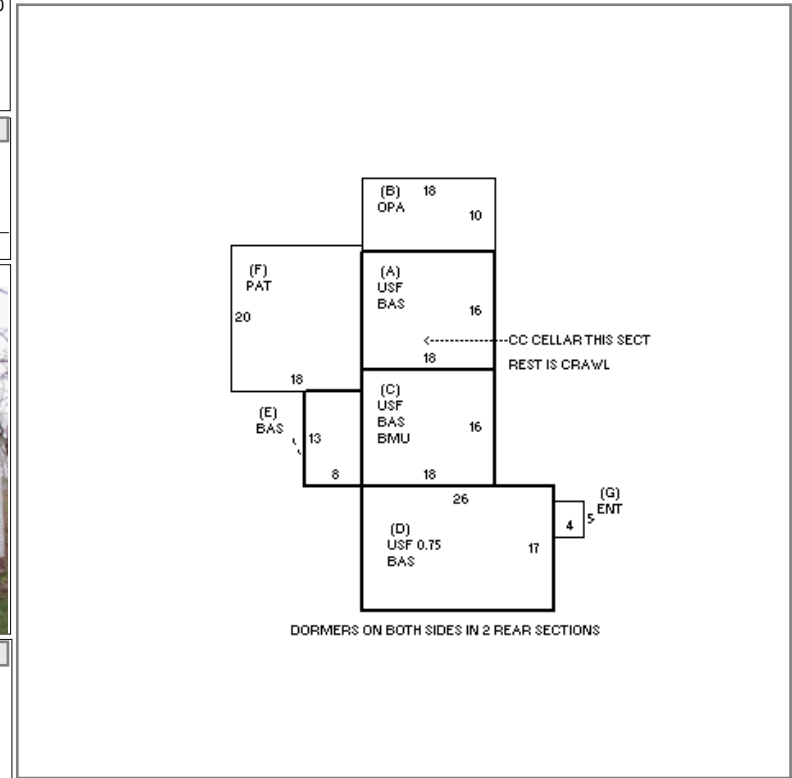 (B) 18
OPA
10
(F)
PAT
20
18
(A)
USF
BAS
16
<--------- CC CELLAR THIS SECT
18
REST IS CRAWL
(C)
USF
BAS
BMU
16
18
(E)
BAS
13
8
26
(D)
USF 0.75
BAS
17
(G)
ENT
5
4
DORMERS ON BOTH SIDES IN 2 REAR SECTIONS